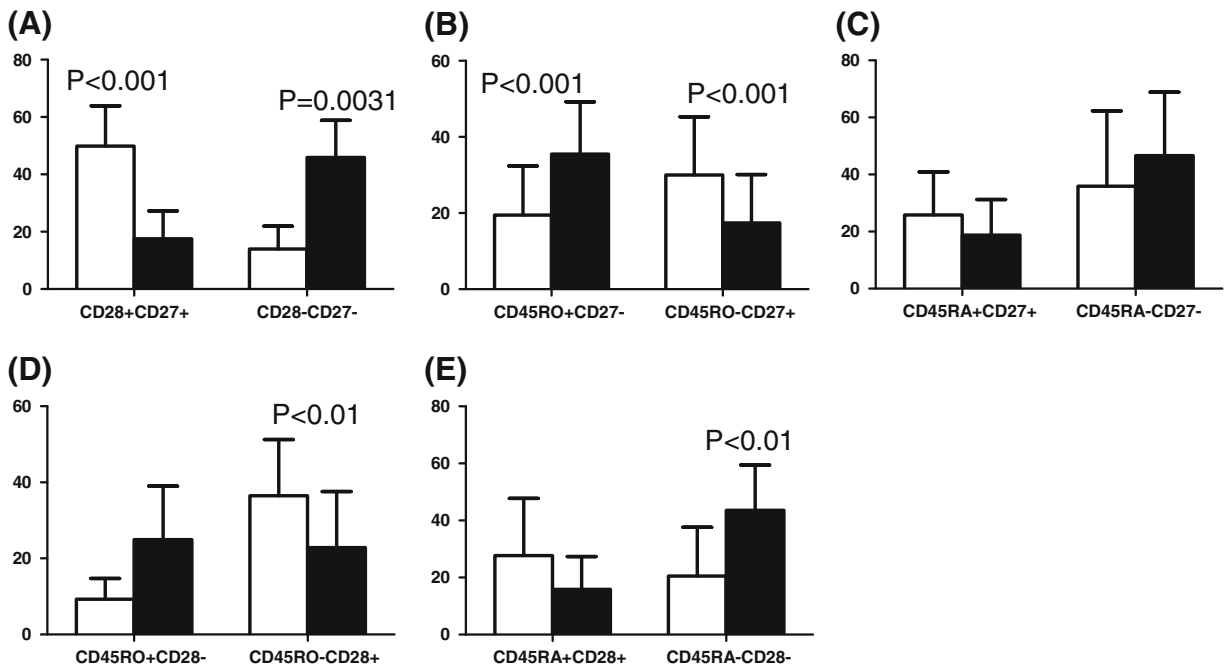 (A)
80
60
40
20
0
P<0.001
P=0.0031
CD28+CD27+
CD28-CD27-
(B)
60
40
20
0
P<0.001
P<0.001
CD45RO+CD27-
CD45RO-CD27+
(C)
80
60
40
20
0
CD45RA+CD27+
CD45RA-CD27-
(D)
60
40
20
0
P<0.01
CD45RO+CD28-
CD45RO-CD28+
(E)
80
60
40
20
0
P<0.01
CD45RA+CD28+
CD45RA-CD28-